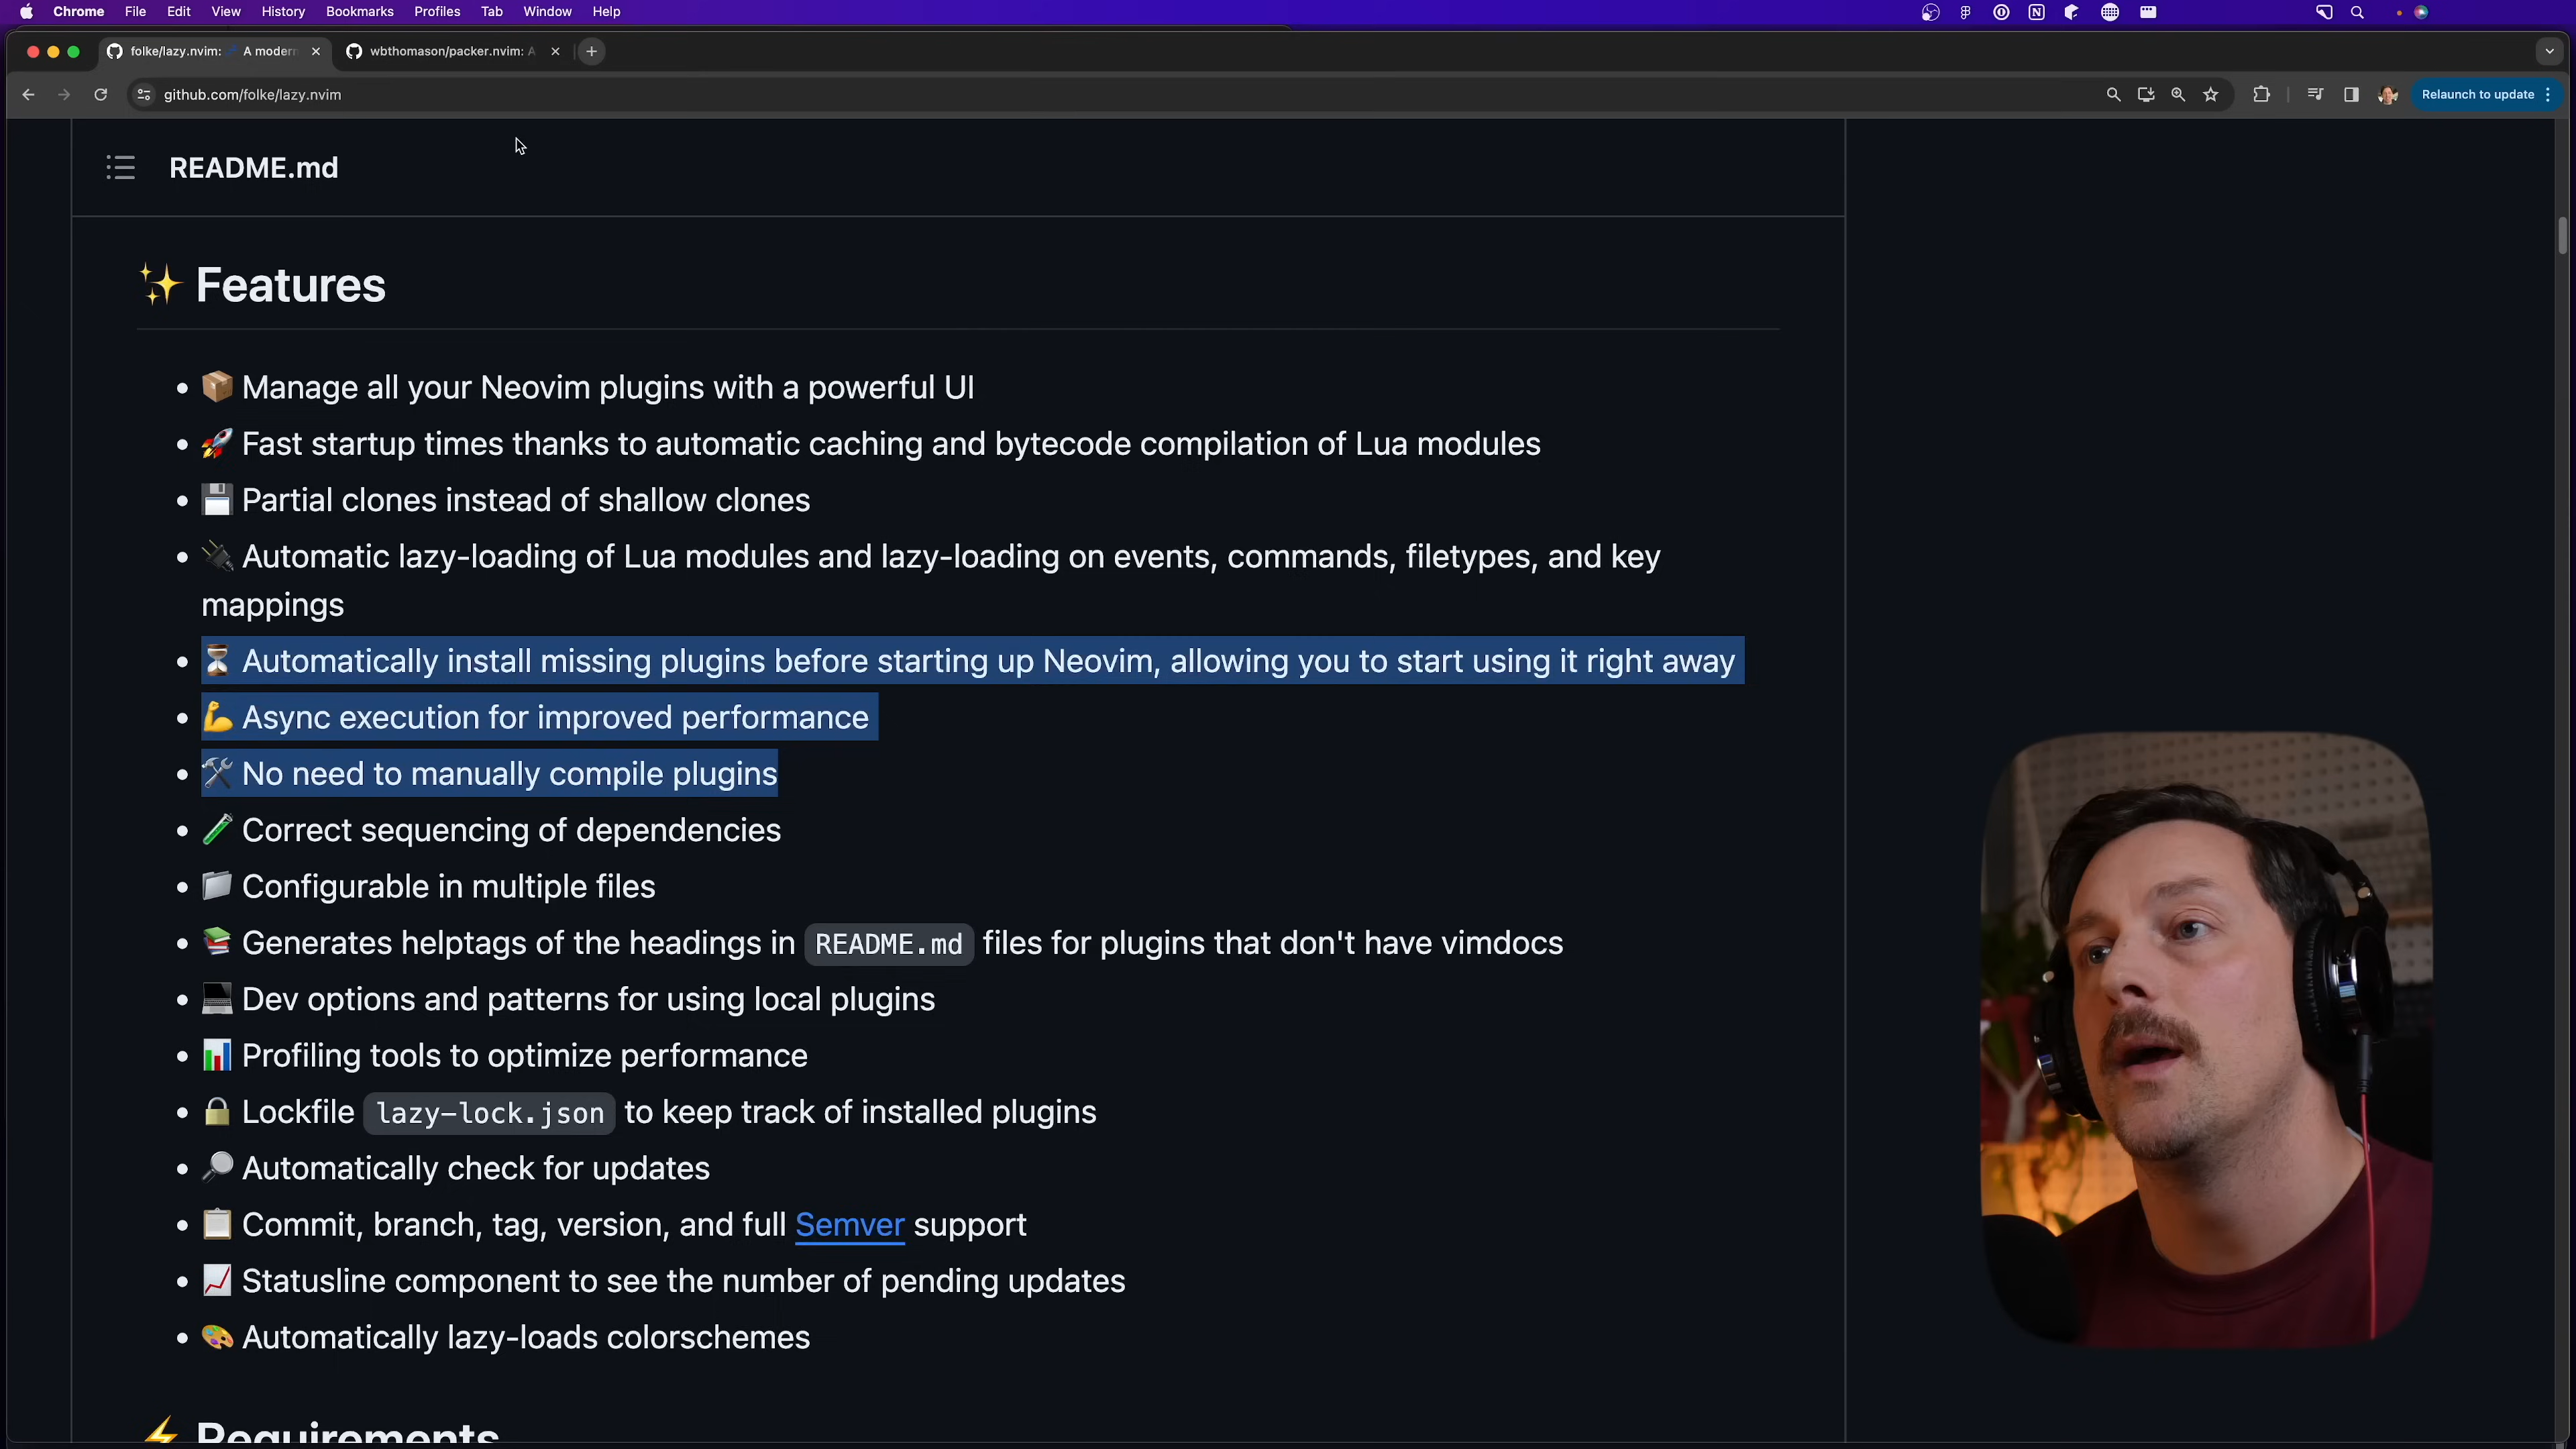 Chrome File Edit View History Bookmarks Profiles Tab Window Help
folke/lazy.nvim: A modern
wbthomason/packer.nvim: A
github.com/folke/lazy.nvim
Relaunch to update
README.md
Features
Manage all your Neovim plugins with a powerful UI
Fast startup times thanks to automatic caching and bytecode compilation of Lua modules
Partial clones instead of shallow clones
Automatic lazy-loading of Lua modules and lazy-loading on events, commands, filetypes, and key
mappings
Automatically install missing plugins before starting up Neovim, allowing you to start using it right away
Async execution for improved performance
No need to manually compile plugins
Correct sequencing of dependencies
Configurable in multiple files
Generates helptags of the headings in README.md files for plugins that don't have vimdocs
Dev options and patterns for using local plugins
Profiling tools to optimize performance
Lockfile lazy-lock.json to keep track of installed plugins
Automatically check for updates
Commit, branch, tag, version, and full Semver support
Statusline component to see the number of pending updates
Automatically lazy-loads colorschemes
Requirements